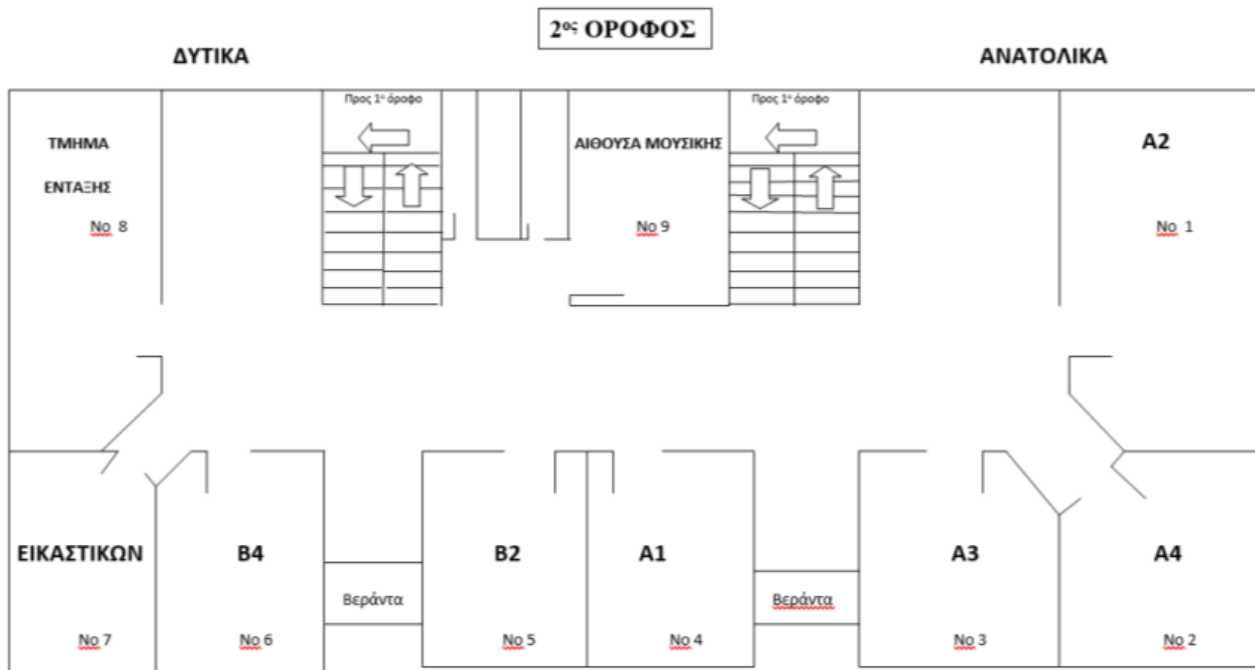 2ος ΟΡΟΦΟΣ
ΔΥΤΙΚΑ
ΑΝΑΤΟΛΙΚΑ
Προς 1ο όροφο
Προς 1ο όροφο
ΤΜΗΜΑ
ΕΝΤΑΞΗΣ
Νο 8
ΑΙΘΟΥΣΑ ΜΟΥΣΙΚΗΣ
Νο 9
Α2
Νο 1
ΕΙΚΑΣΤΙΚΩΝ
Νο 7
Β4
Νο 6
Βεράντα
Β2
Νο 5
Α1
Νο 4
Βεράντα
Α3
Νο 3
Α4
Νο 2